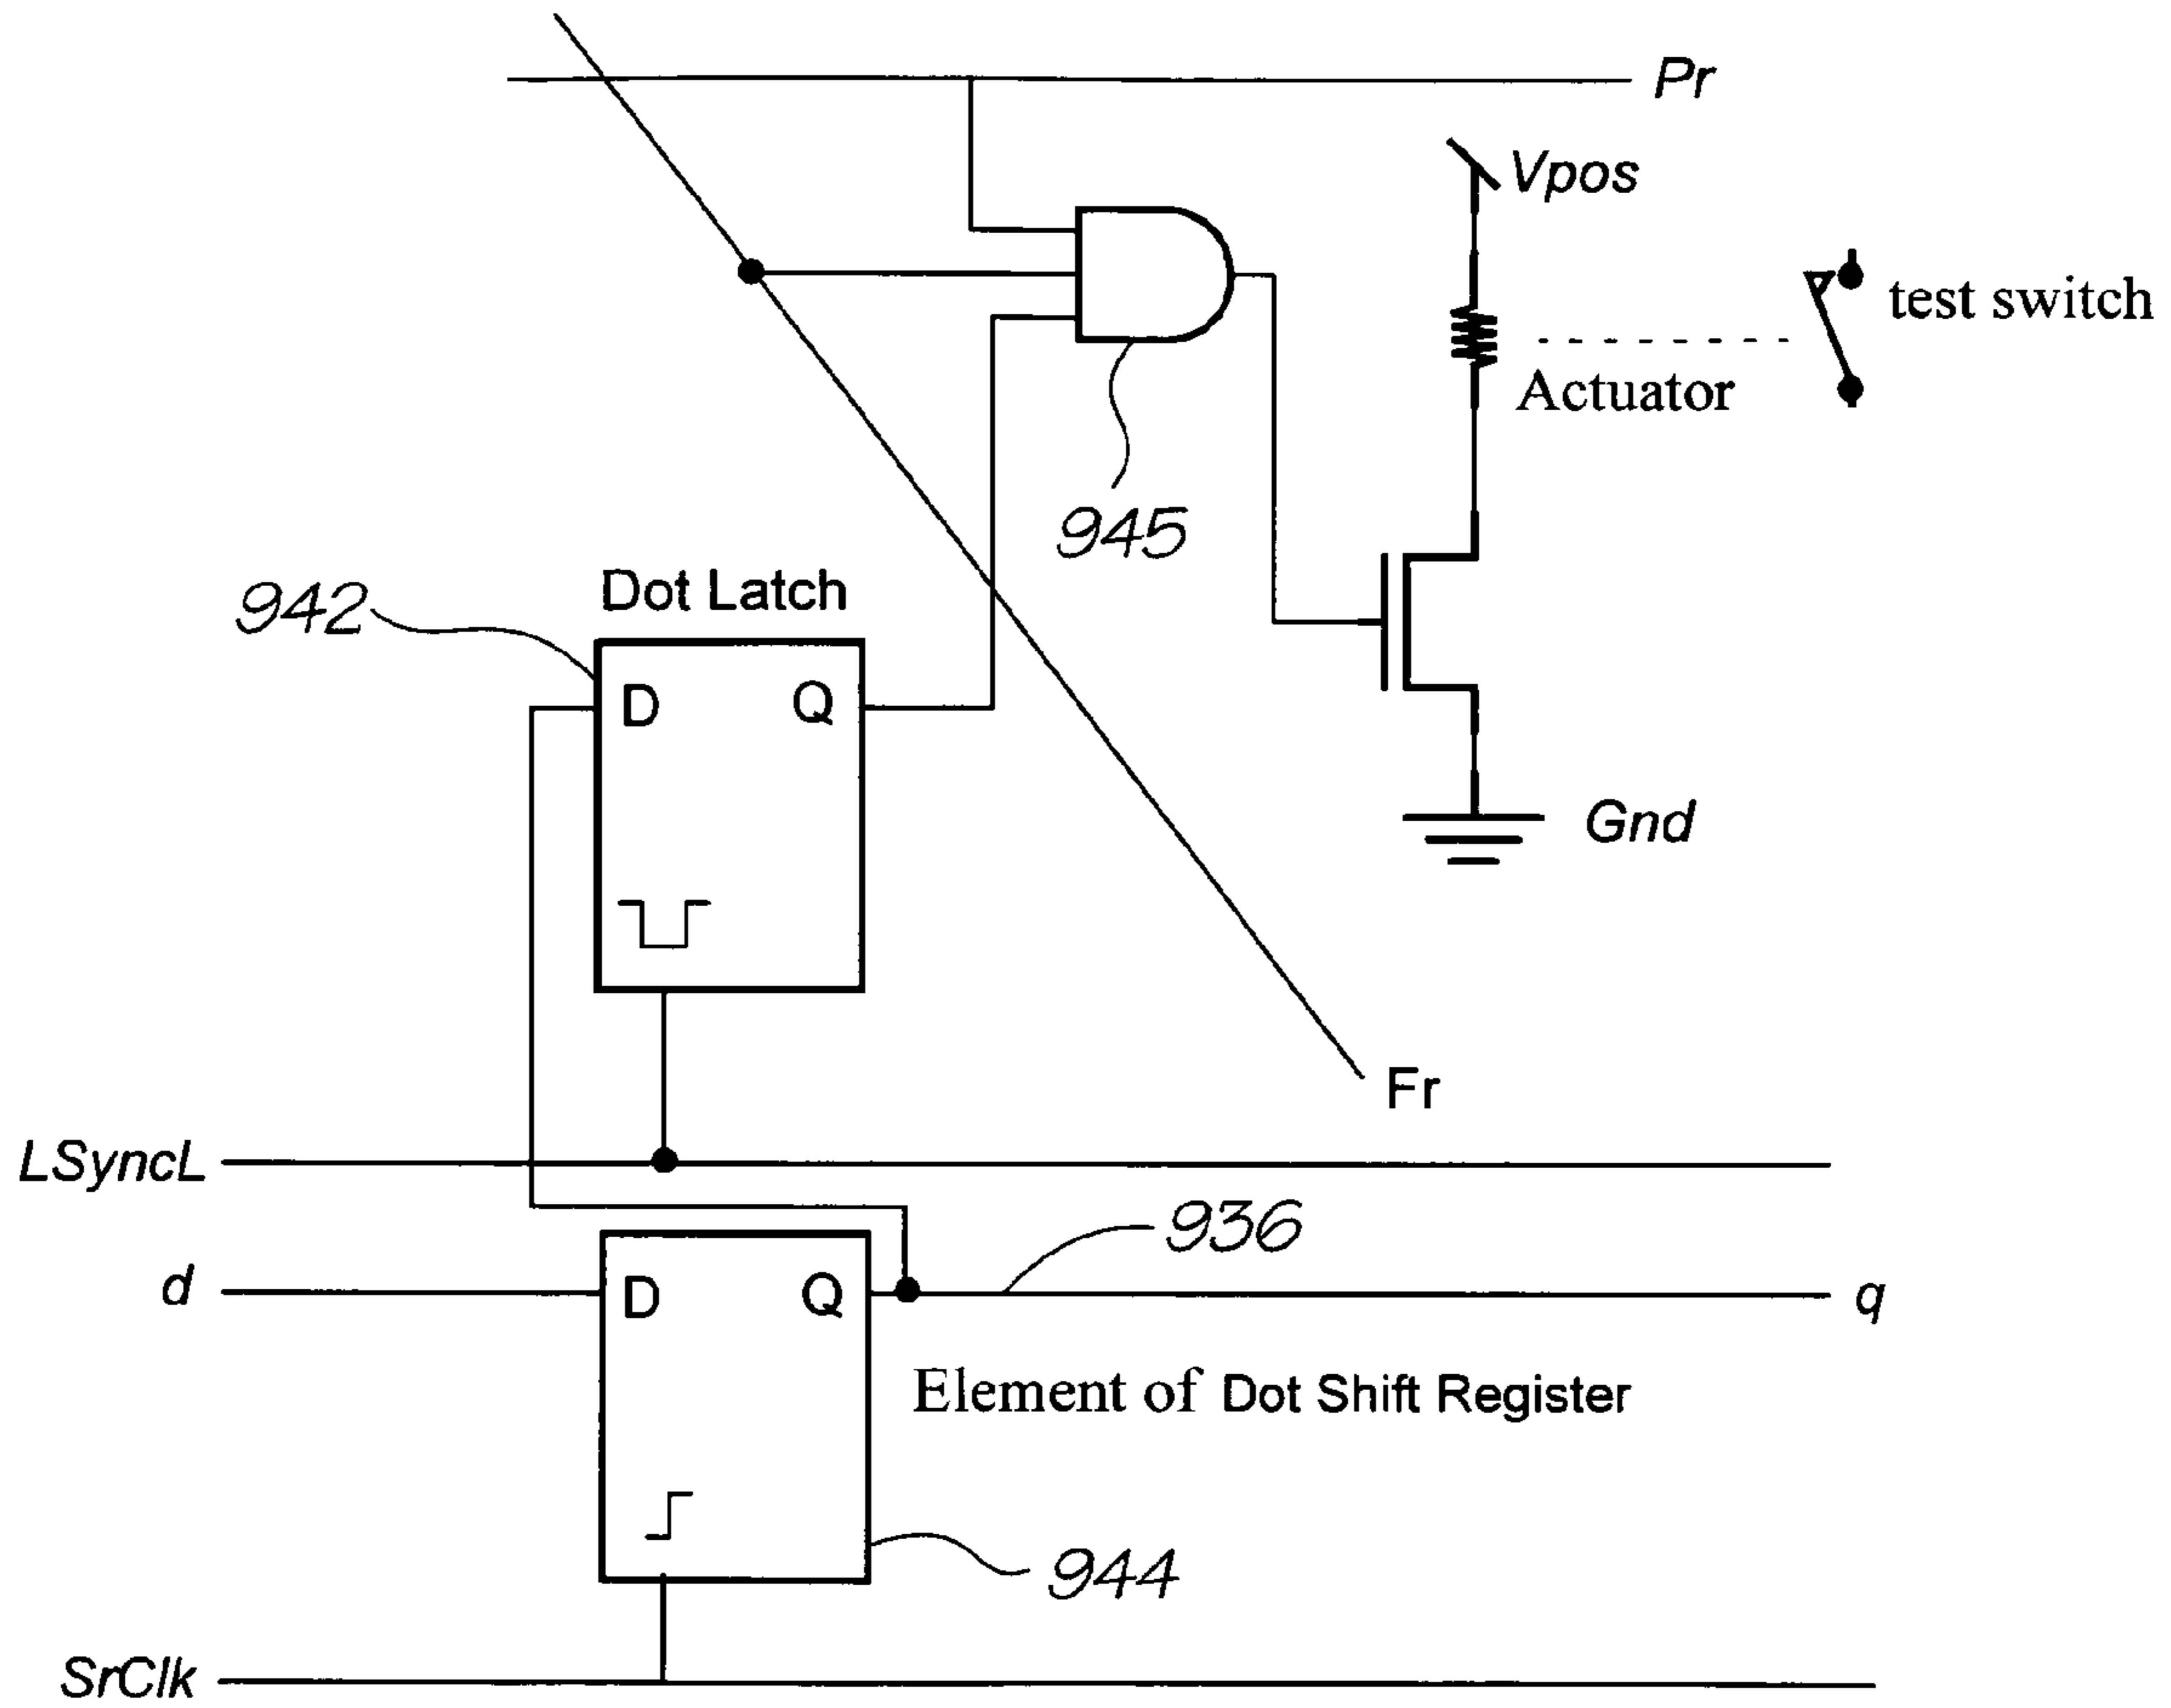 Pr
Vpos
test switch
Actuator
945
Dot Latch
942
D Q
Gnd
Fr
LSyncL
936
d
D Q
q
Element of Dot Shift Register
944
SrClk